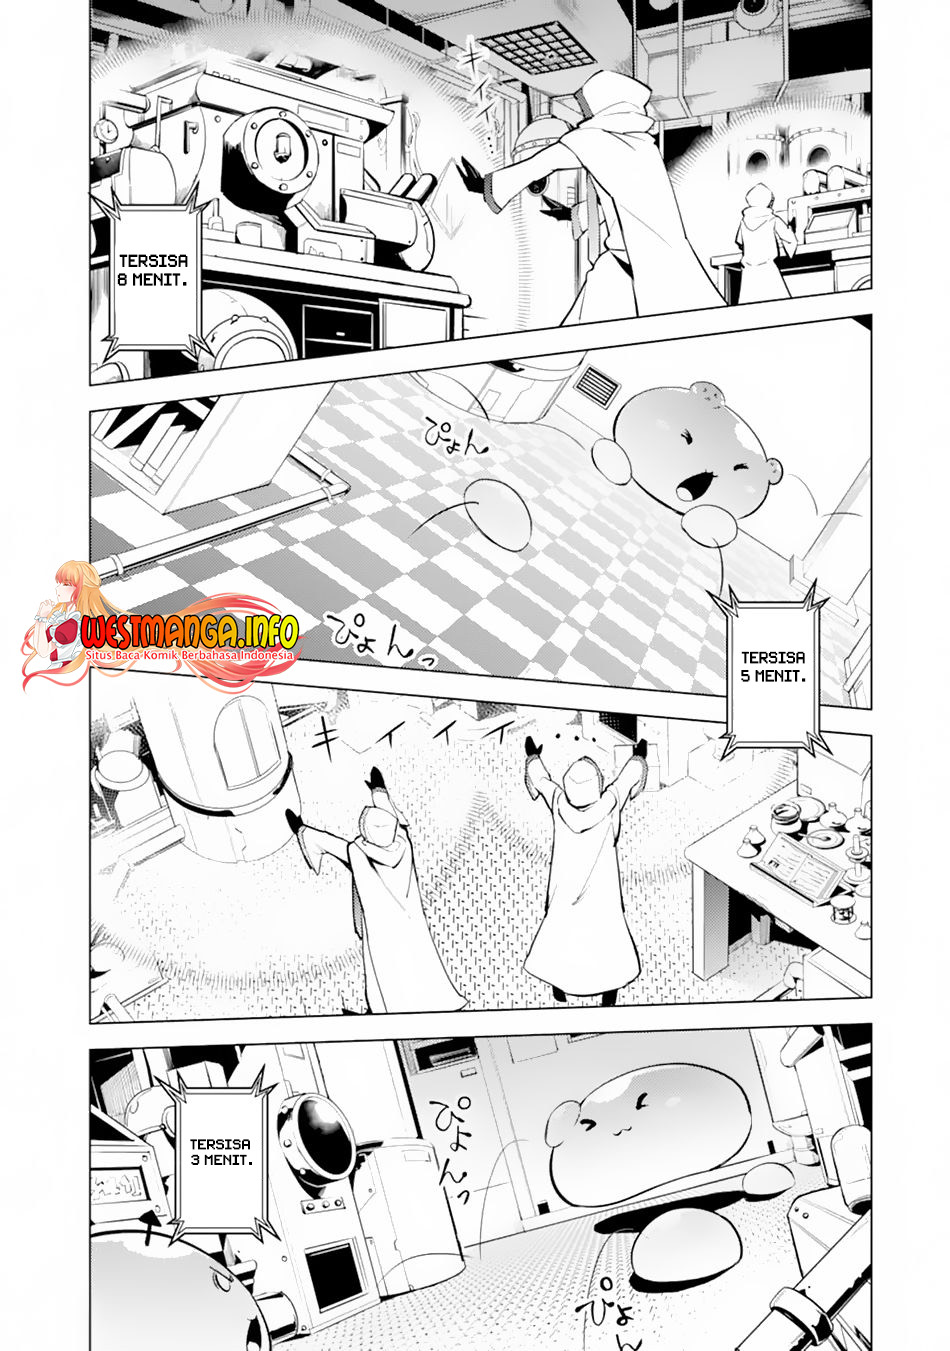 キィィィ...
TERSISA
8 MENIT.
ぴょん
ぴょんっ
WESTMANGA.INFO
Situs Baca Komik Berbahasa Indonesia
TERSISA
5 MENIT.
キィィィ...
TERSISA
3 MENIT.
ぴょんっ
ぴょん